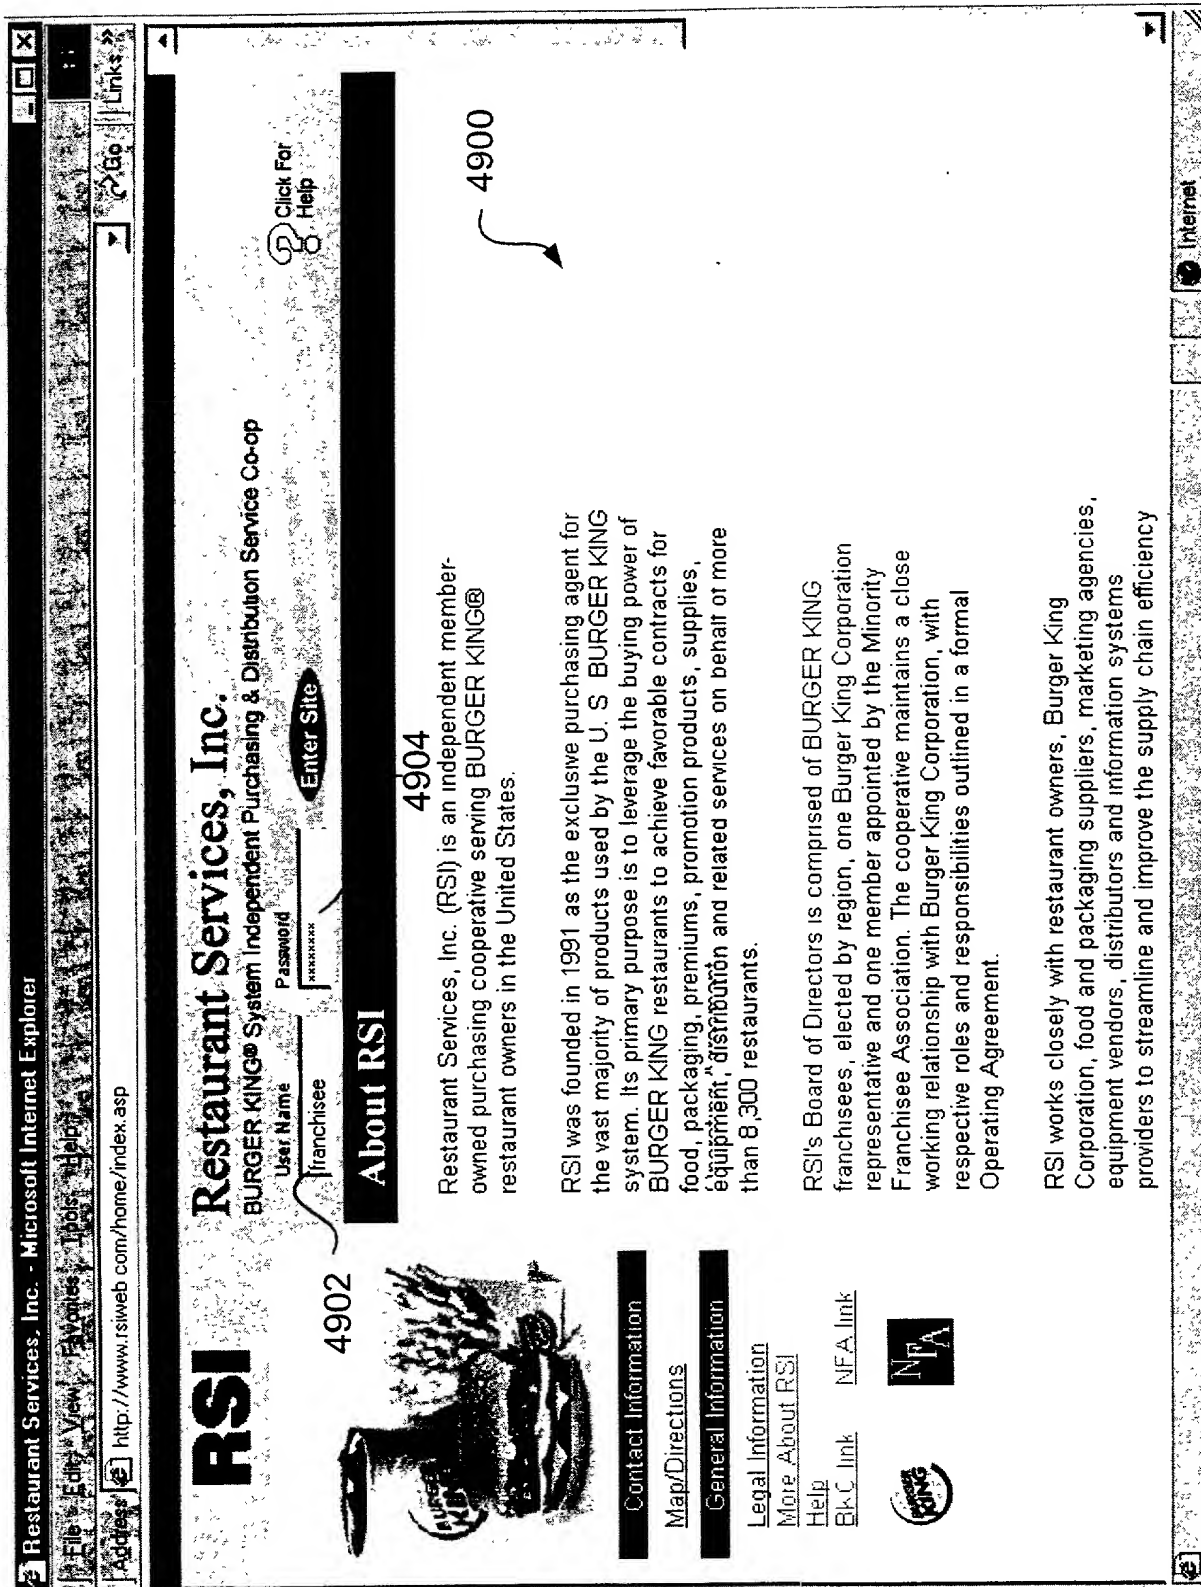 Restaurant Services, Inc. - Microsoft Internet Explorer
File Edit View Favorites Tools Help
Address http://www.rsiweb com/home/index.asp Go Links »
RSI
Restaurant Services, Inc.
BURGER KING® System Independent Purchasing & Distribution Service Co-op
User Name Password
franchisee xxxxxxxx Enter Site
Click For
Help
4902
4904
4900
About RSI
Restaurant Services, Inc. (RSI) is an independent member-
owned purchasing cooperative serving BURGER KING®
restaurant owners in the United States.
RSI was founded in 1991 as the exclusive purchasing agent for
the vast majority of products used by the U. S BURGER KING
system. Its primary purpose is to leverage the buying power of
BURGER KING restaurants to achieve favorable contracts for
food, packaging, premiums, promotion products, supplies,
equipment, distribution and related services on behalf of more
than 8,300 restaurants.
RSI's Board of Directors is comprised of BURGER KING
franchisees, elected by region, one Burger King Corporation
representative and one member appointed by the Minority
Franchisee Association. The cooperative maintains a close
working relationship with Burger King Corporation, with
respective roles and responsibilities outlined in a formal
Operating Agreement.
RSI works closely with restaurant owners, Burger King
Corporation, food and packaging suppliers, marketing agencies,
equipment vendors, distributors and information systems
providers to streamline and improve the supply chain efficiency
BURGER
KING
Contact Information
Map/Directions
General Information
Legal Information
More About RSI
Help
BKC link NFA link
BURGER
KING
NFA
Internet